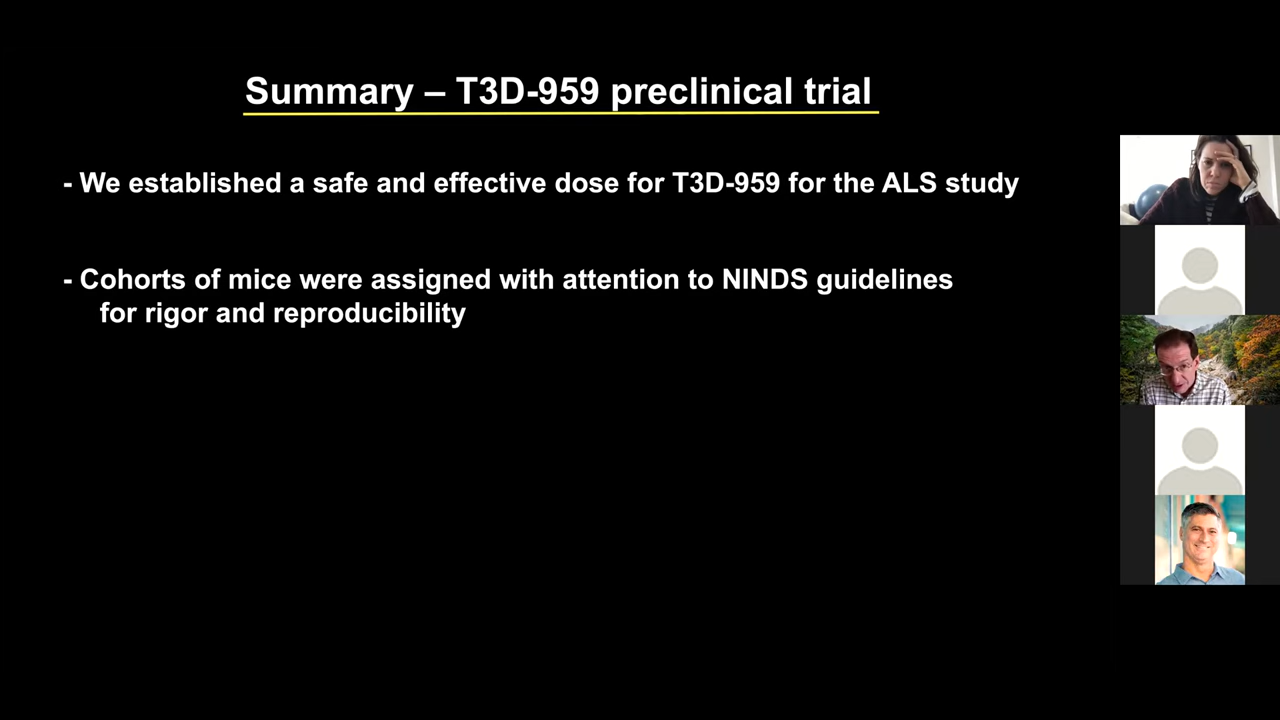 Summary – T3D-959 preclinical trial
- We established a safe and effective dose for T3D-959 for the ALS study
- Cohorts of mice were assigned with attention to NINDS guidelines
for rigor and reproducibility